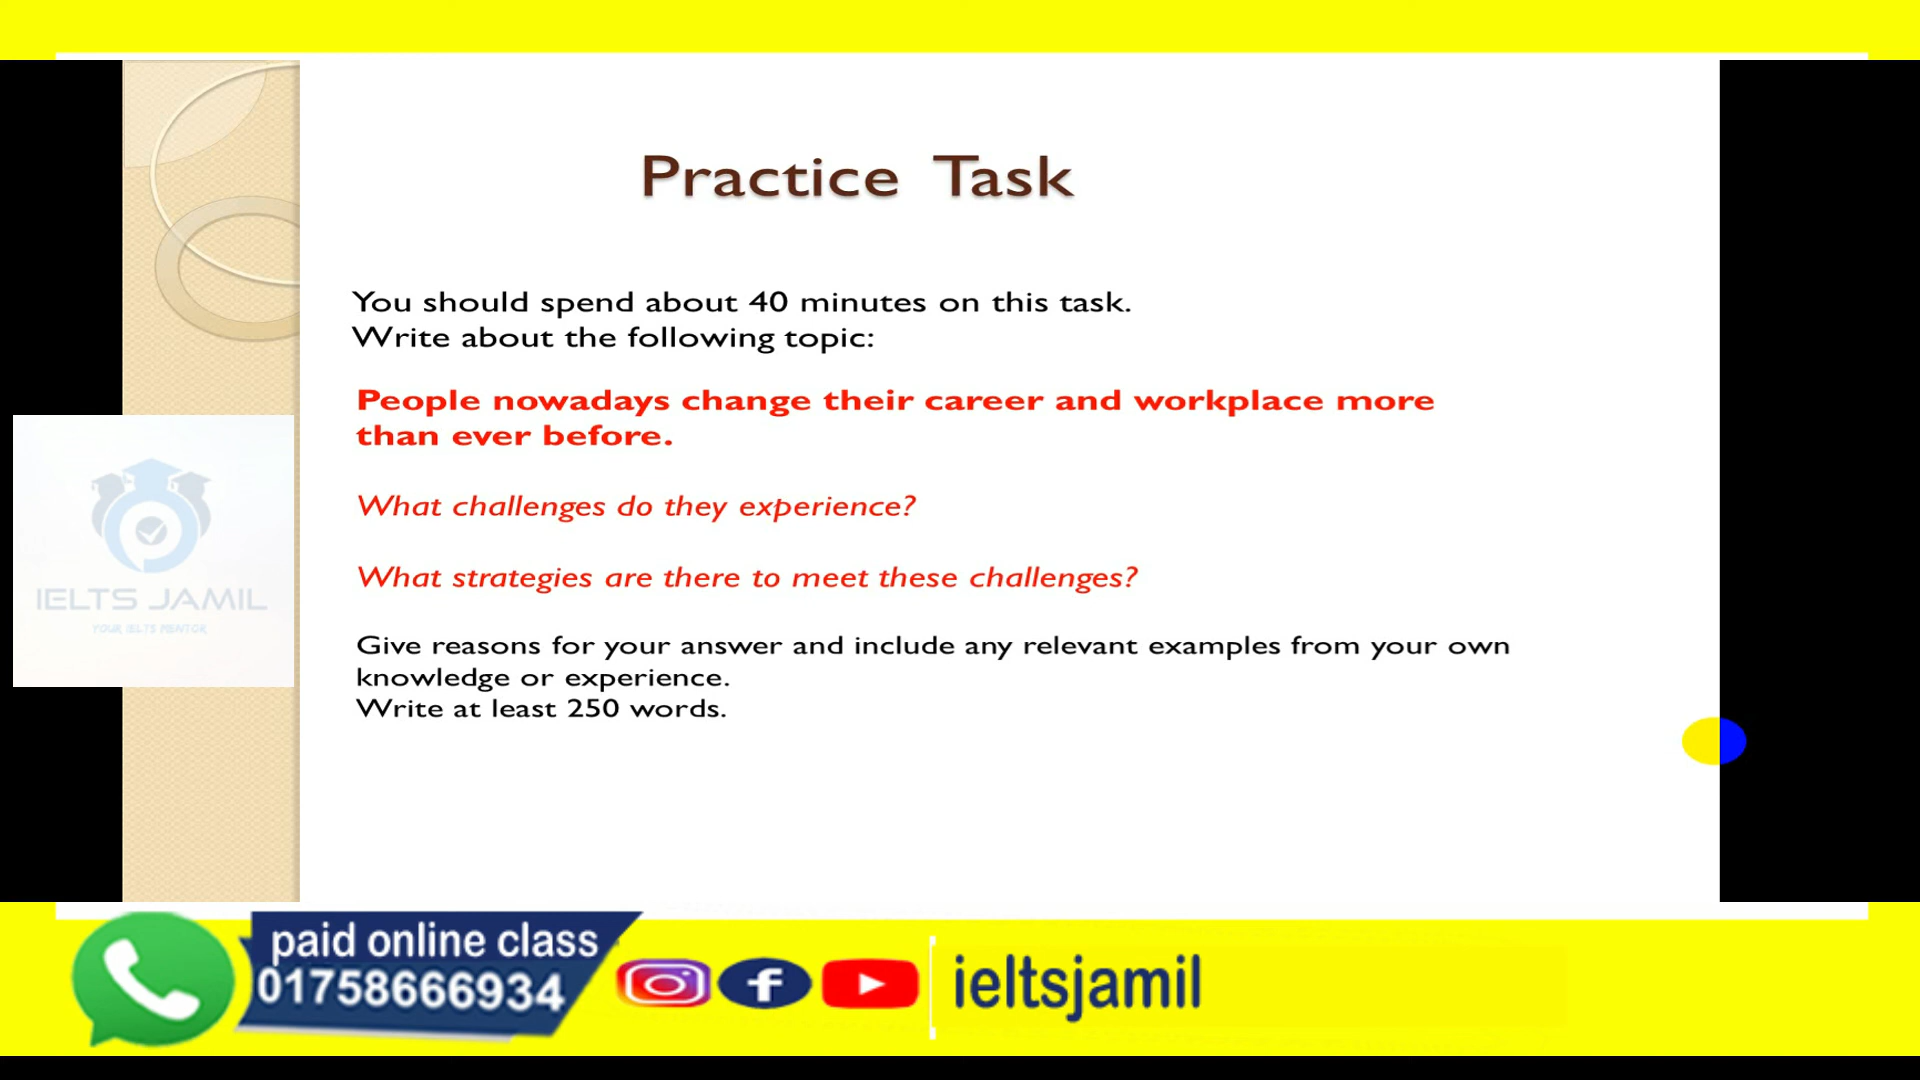 Practice Task
You should spend about 40 minutes on this task.
Write about the following topic:
People nowadays change their career and workplace more
than ever before.
What challenges do they experience?
What strategies are there to meet these challenges?
Give reasons for your answer and include any relevant examples from your own
knowledge or experience.
Write at least 250 words.
IELTS JAMIL
YOUR IELTS MENTOR
paid online class
01758666934
ieltsjamil